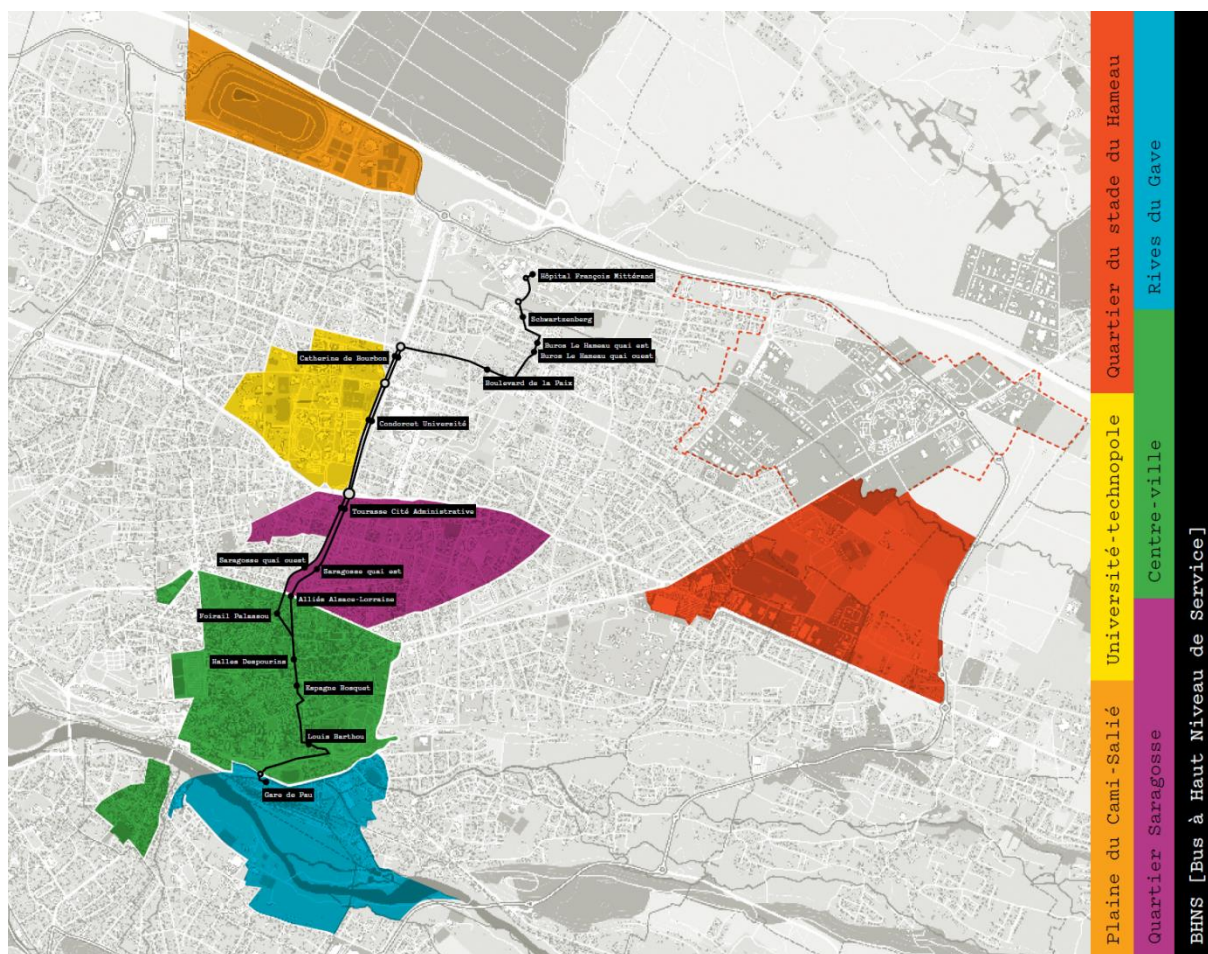 Hôpital François Mittérand
Schwartsenberg
Buros Le Hameau quai est
Buros Le Hameau quai ouest
Catherine de Bourbon
Boulevard de la Paix
Condorcet Université
Tourasse Cité Administrative
Saragosse quai ouest
Saragosse quai est
Alliés Alsace-Lorraine
Foirail Palassou
Halles Despourins
Espagne Bosquet
Louis Barthou
Gare de Pau
Plaine du Cami-Salié
Université-technopole
Quartier du stade du Hameau
Quartier Saragosse
Centre-ville
Rives du Gave
BHNS [Bus à Haut Niveau de Service]